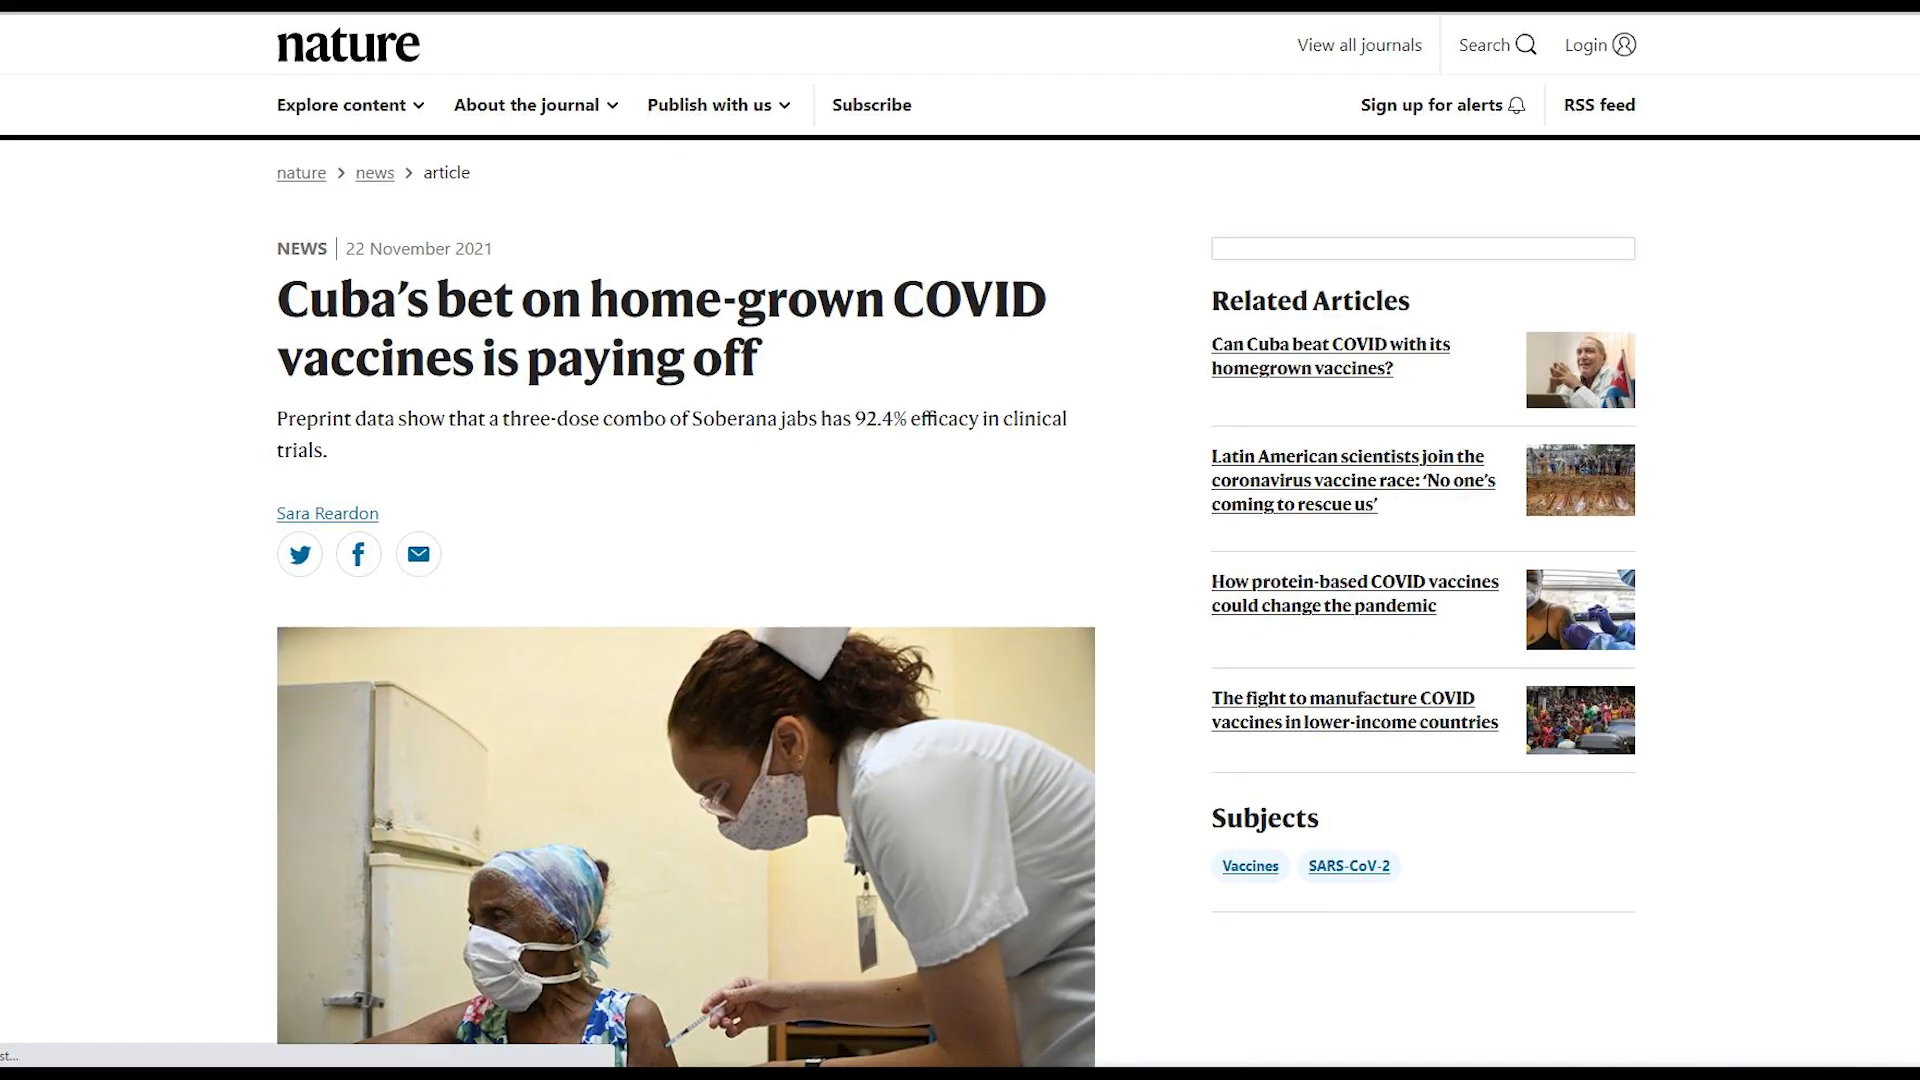 nature
View all journals
Search
Login
Explore content
About the journal
Publish with us
Subscribe
Sign up for alerts
RSS feed
nature > news > article
NEWS | 22 November 2021
Cuba’s bet on home-grown COVID
vaccines is paying off
Preprint data show that a three-dose combo of Soberana jabs has 92.4% efficacy in clinical
trials.
Sara Reardon
Related Articles
Can Cuba beat COVID with its
homegrown vaccines?
Latin American scientists join the
coronavirus vaccine race: ‘No one’s
coming to rescue us’
How protein-based COVID vaccines
could change the pandemic
The fight to manufacture COVID
vaccines in lower-income countries
Subjects
Vaccines
SARS-CoV-2
st...